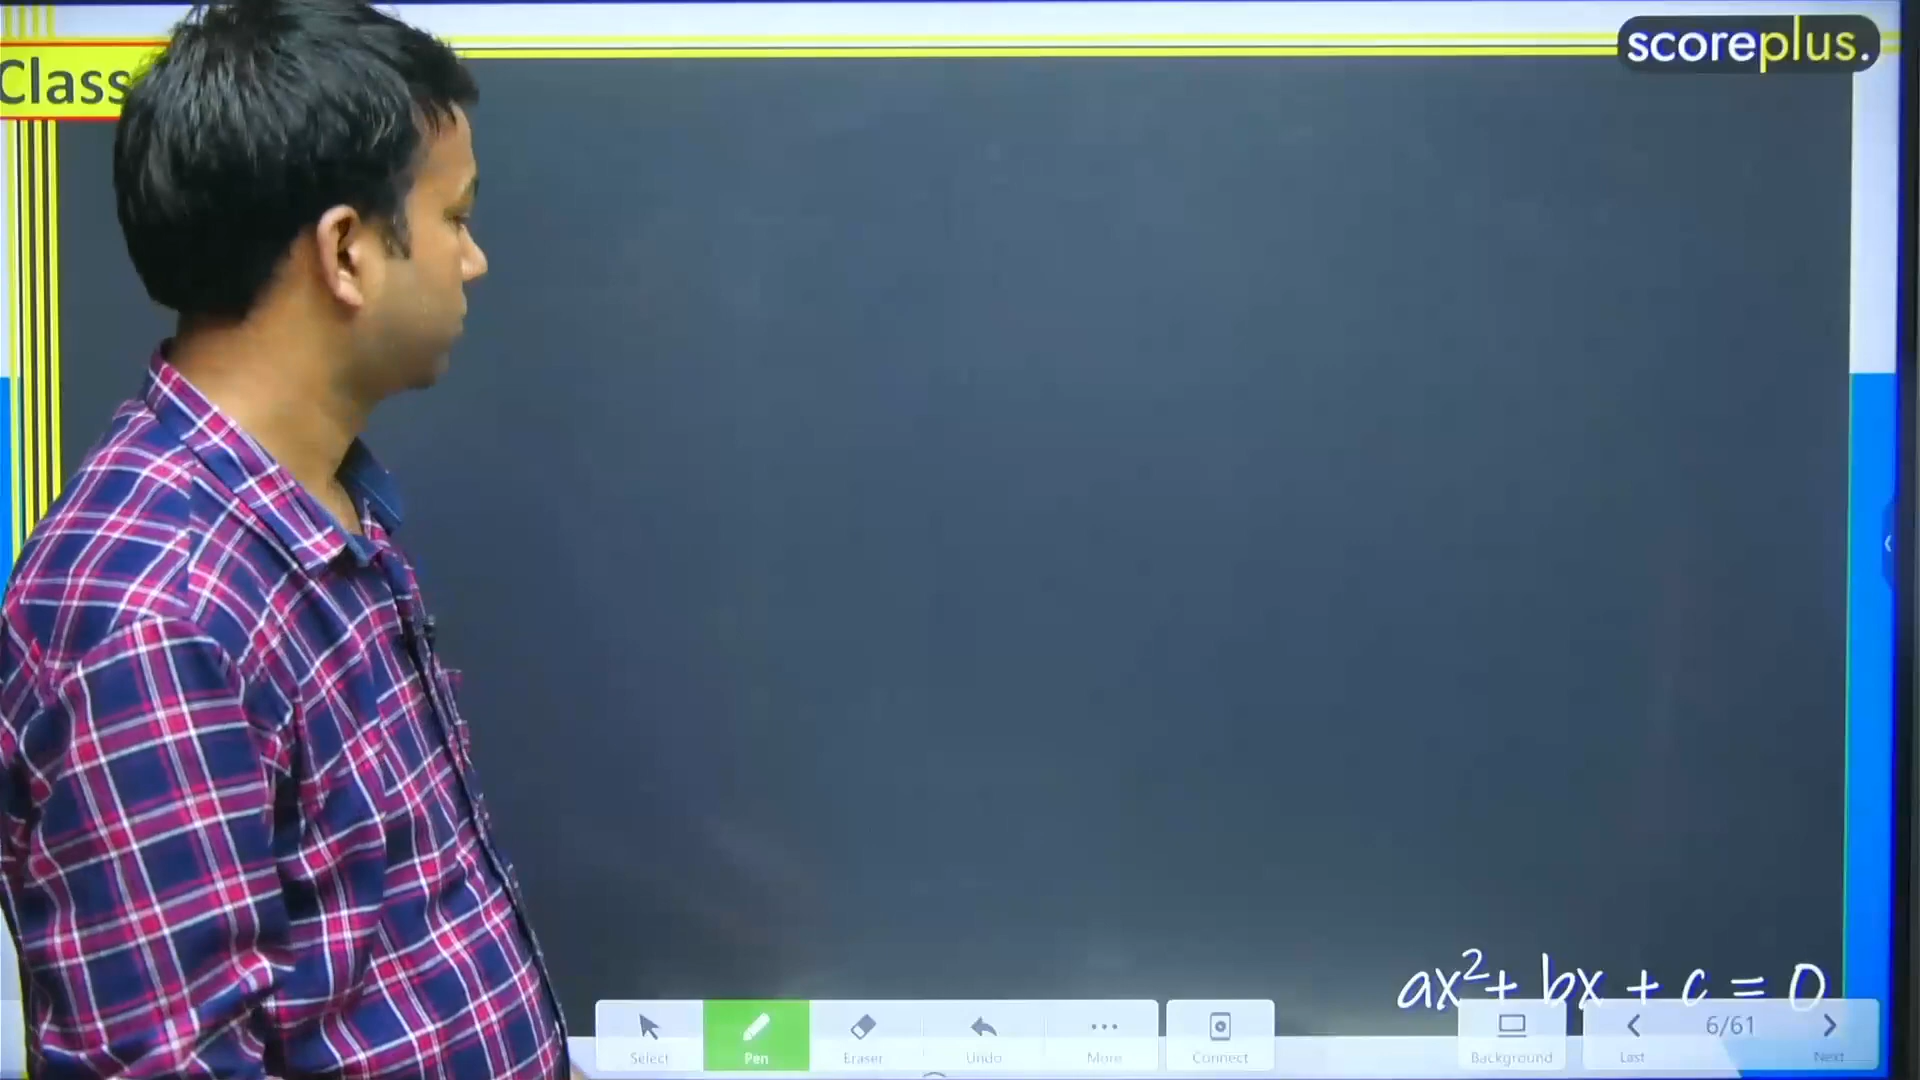 Class
scoreplus.
ax²+ bx + c = 0
Select
Pen
Eraser
Undo
More
Connect
Background
Last
6/61
Next